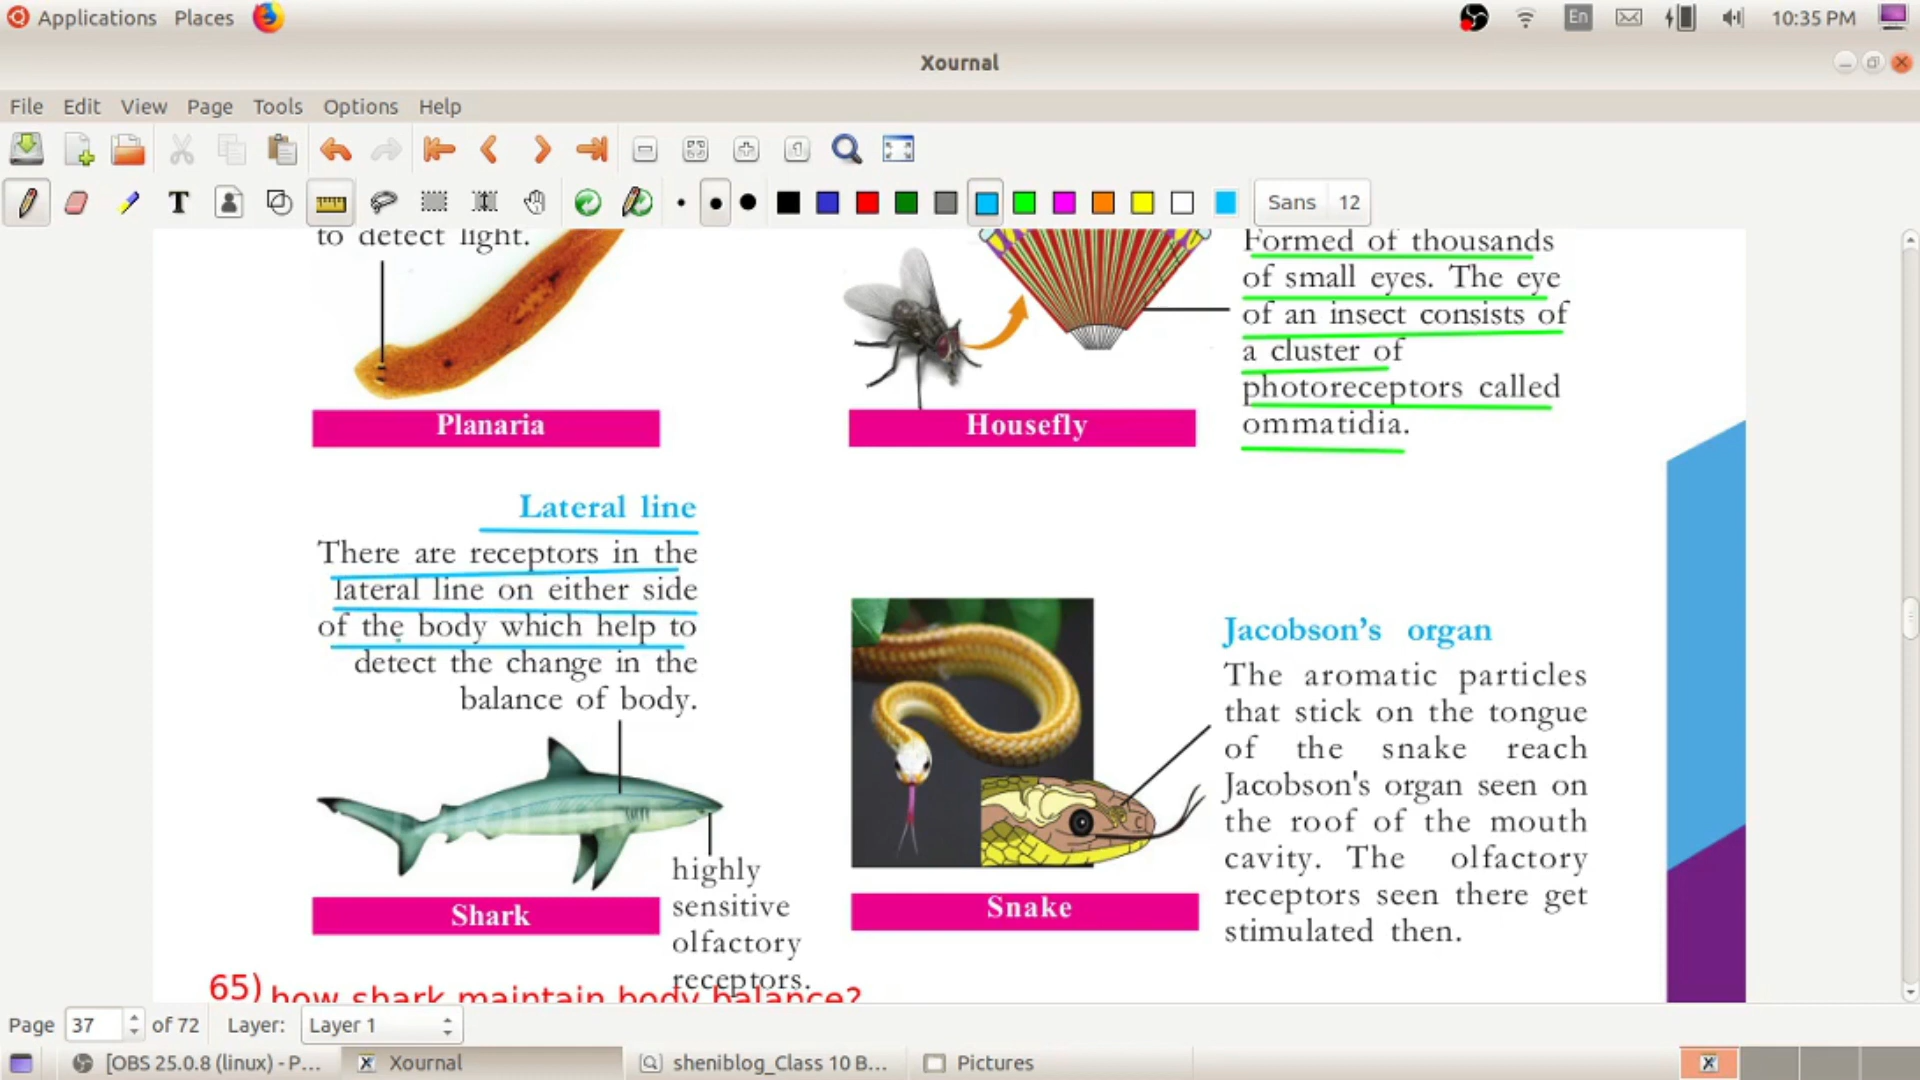 Applications Places En 10:35 PM
Xournal
File Edit View Page Tools Options Help
T Sans 12
to detect light.
Planaria
Housefly
Formed of thousands
of small eyes. The eye
of an insect consists of
a cluster of
photoreceptors called
ommatidia.
Lateral line
There are receptors in the
lateral line on either side
of the body which help to
detect the change in the
balance of body.
Shark
highly
sensitive
olfactory
receptors.
Snake
Jacobson’s organ
The aromatic particles
that stick on the tongue
of the snake reach
Jacobson's organ seen on
the roof of the mouth
cavity. The olfactory
receptors seen there get
stimulated then.
65) how shark maintain body balance?
Page 37 of 72 Layer: Layer 1
[OBS 25.0.8 (linux) - P... Xournal sheniblog_Class 10 B... Pictures